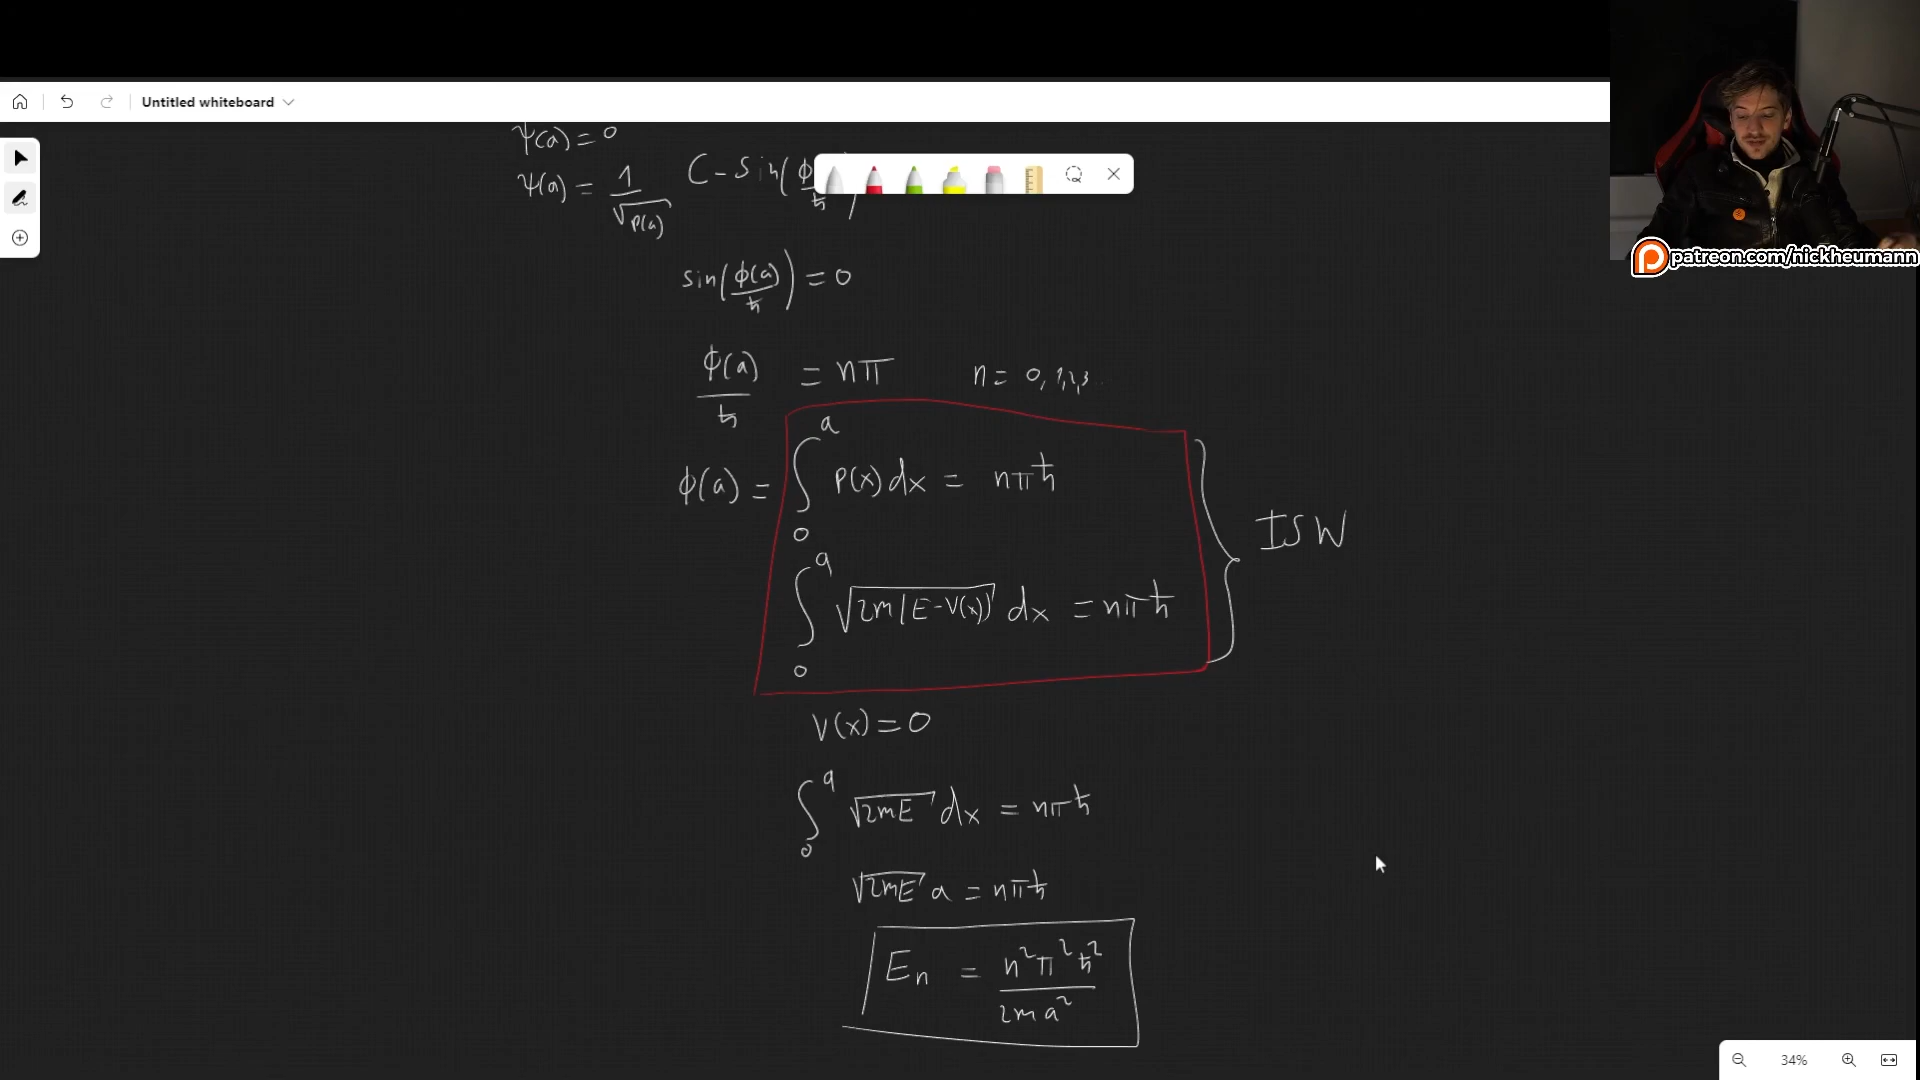 Untitled whiteboard
ψ(a) = 0
ψ(a) = 1/√p(a) C - Sin(ϕ/ħ)
sin(ϕ(a)/ħ) = 0
ϕ(a)/ħ = nπ n = 0, 1, 2, 3 ..
ϕ(a) = ∫₀ᵃ p(x) dx = nπħ
∫₀ᵃ √2m(E-V(x)) dx = nπħ
ISW
V(x) = 0
∫₀ᵃ √2mE dx = nπħ
√2mE a = nπħ
Eₙ = n²π²ħ²/2ma²
patreon.com/nickheumann
34%